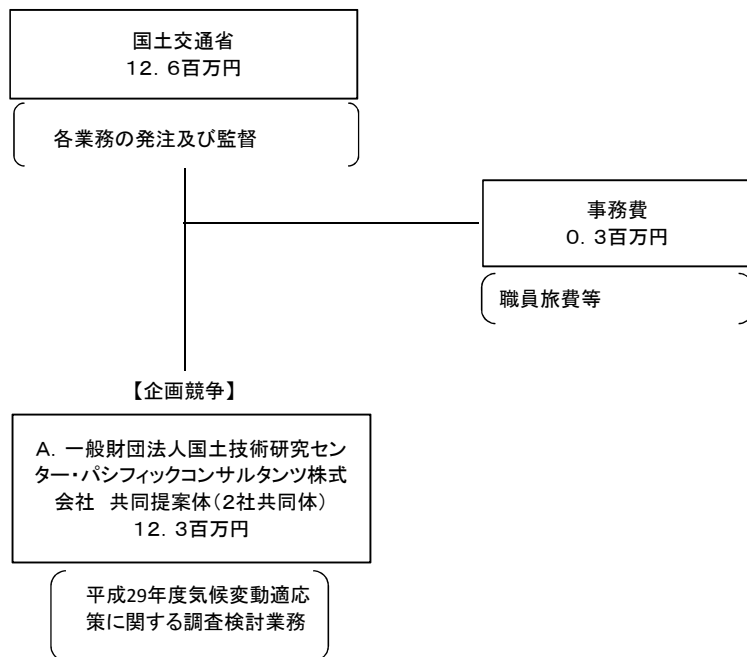 国土交通省
12．6百万円
各業務の発注及び監督
事務費
0．3百万円
職員旅費等
【企画競争】
A．一般財団法人国土技術研究セン
ター・パシフィックコンサルタンツ株式
会社　共同提案体（2社共同体）
12．3百万円
平成29年度気候変動適応
策に関する調査検討業務